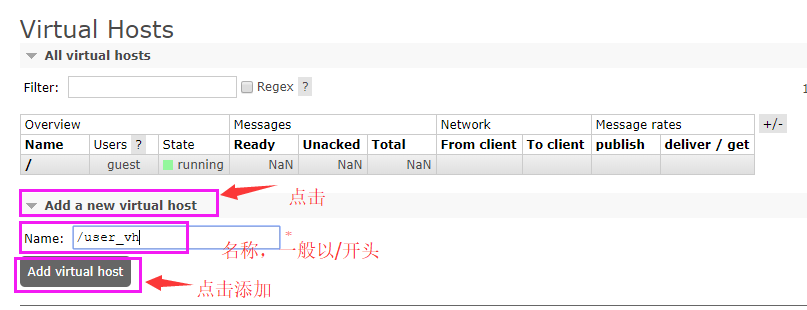 Virtual Hosts
All virtual hosts
Filter: Regex ? 1
Overview Messages Network Message rates +/-
Name Users ? State Ready Unacked Total From client To client publish deliver / get
/ guest running NaN NaN NaN
Add a new virtual host 点击
Name: /user_vh * 名称，一般以/开头
Add virtual host 点击添加